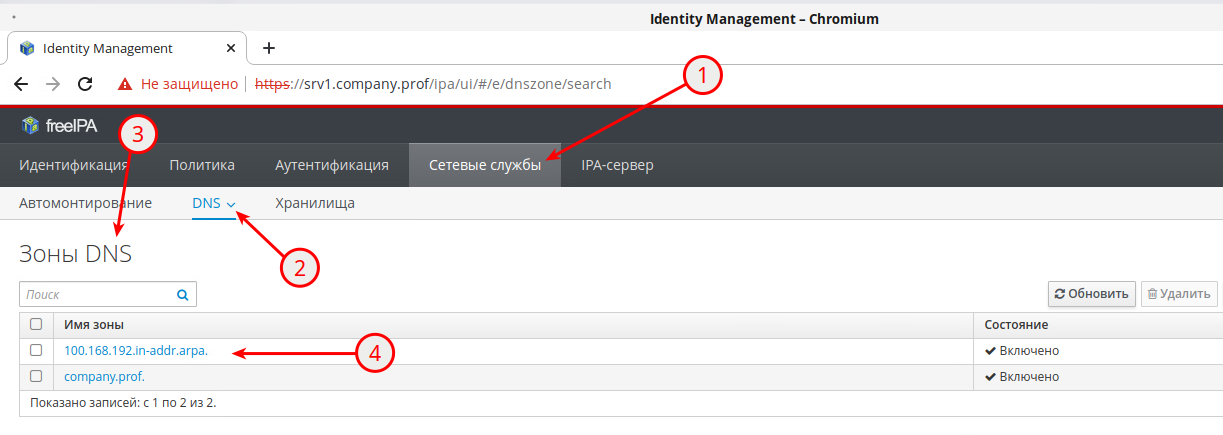 Identity Management – Chromium
Identity Management
Не защищено https://srv1.company.prof/ipa/ui/#/e/dnszone/search
1
freeIPA
3
Идентификация Политика Аутентификация Сетевые службы IPA-сервер
Автомонтирование DNS Хранилища
Зоны DNS
2
Поиск Обновить Удалить
Имя зоны Состояние
100.168.192.in-addr.arpa. 4 Включено
company.prof. Включено
Показано записей: с 1 по 2 из 2.